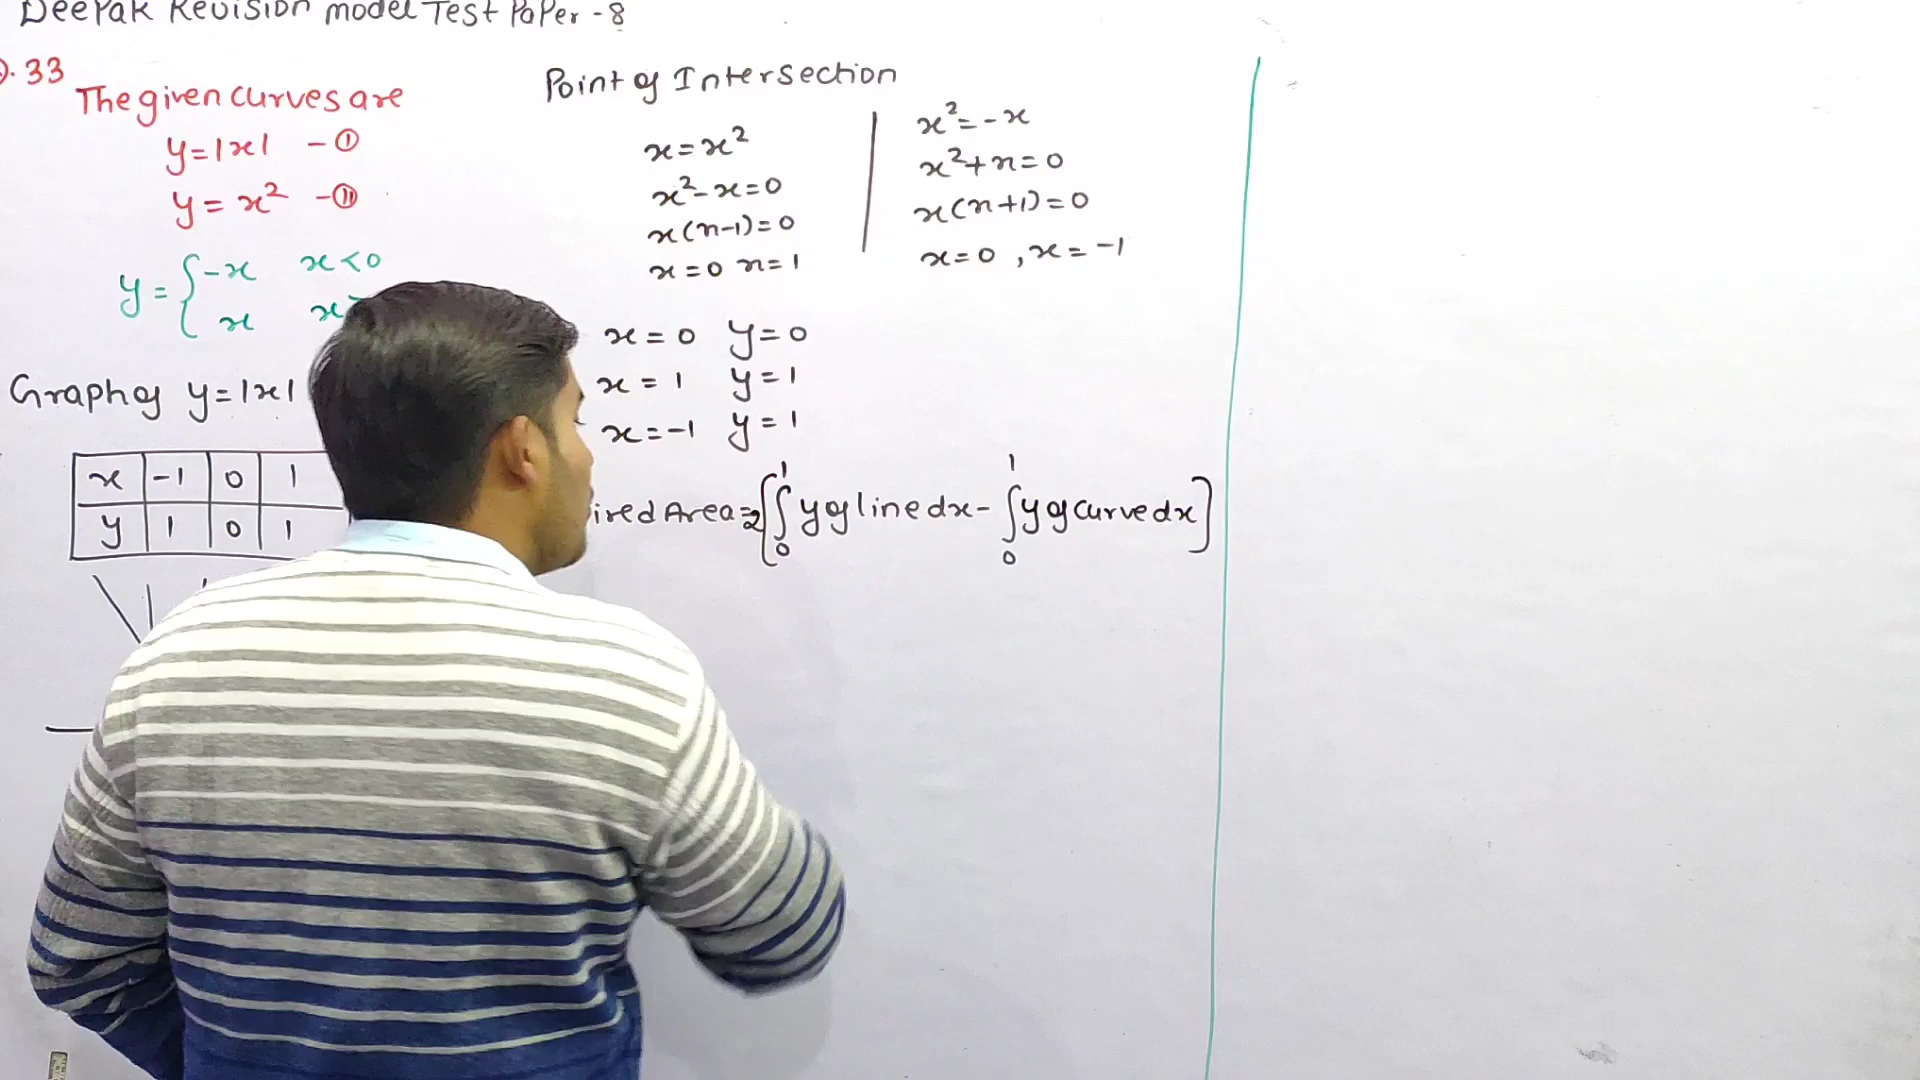 Deepak Revision model Test Paper - 8
Q. 33
The given curves are
y = |x| - ①
y = x² - ⑪
y = { -x x < 0
x x
Graph of y = |x|
x -1 0 1
y 1 0 1
Point of Intersection
x = x²
x² - x = 0
x(x-1) = 0
x = 0 x = 1
x² = -x
x² + x = 0
x(x+1) = 0
x = 0 , x = -1
x = 0 y = 0
x = 1 y = 1
x = -1 y = 1
ired Area = 2[∫₀¹ y of line dx - ∫₀¹ y of curve dx]